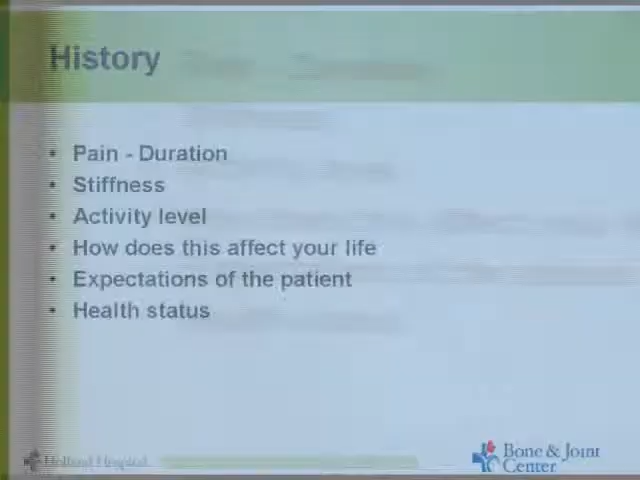 History
• Pain - Duration
• Stiffness
• Activity level
• How does this affect your life
• Expectations of the patient
• Health status
Holland Hospital
Bone & Joint
Center